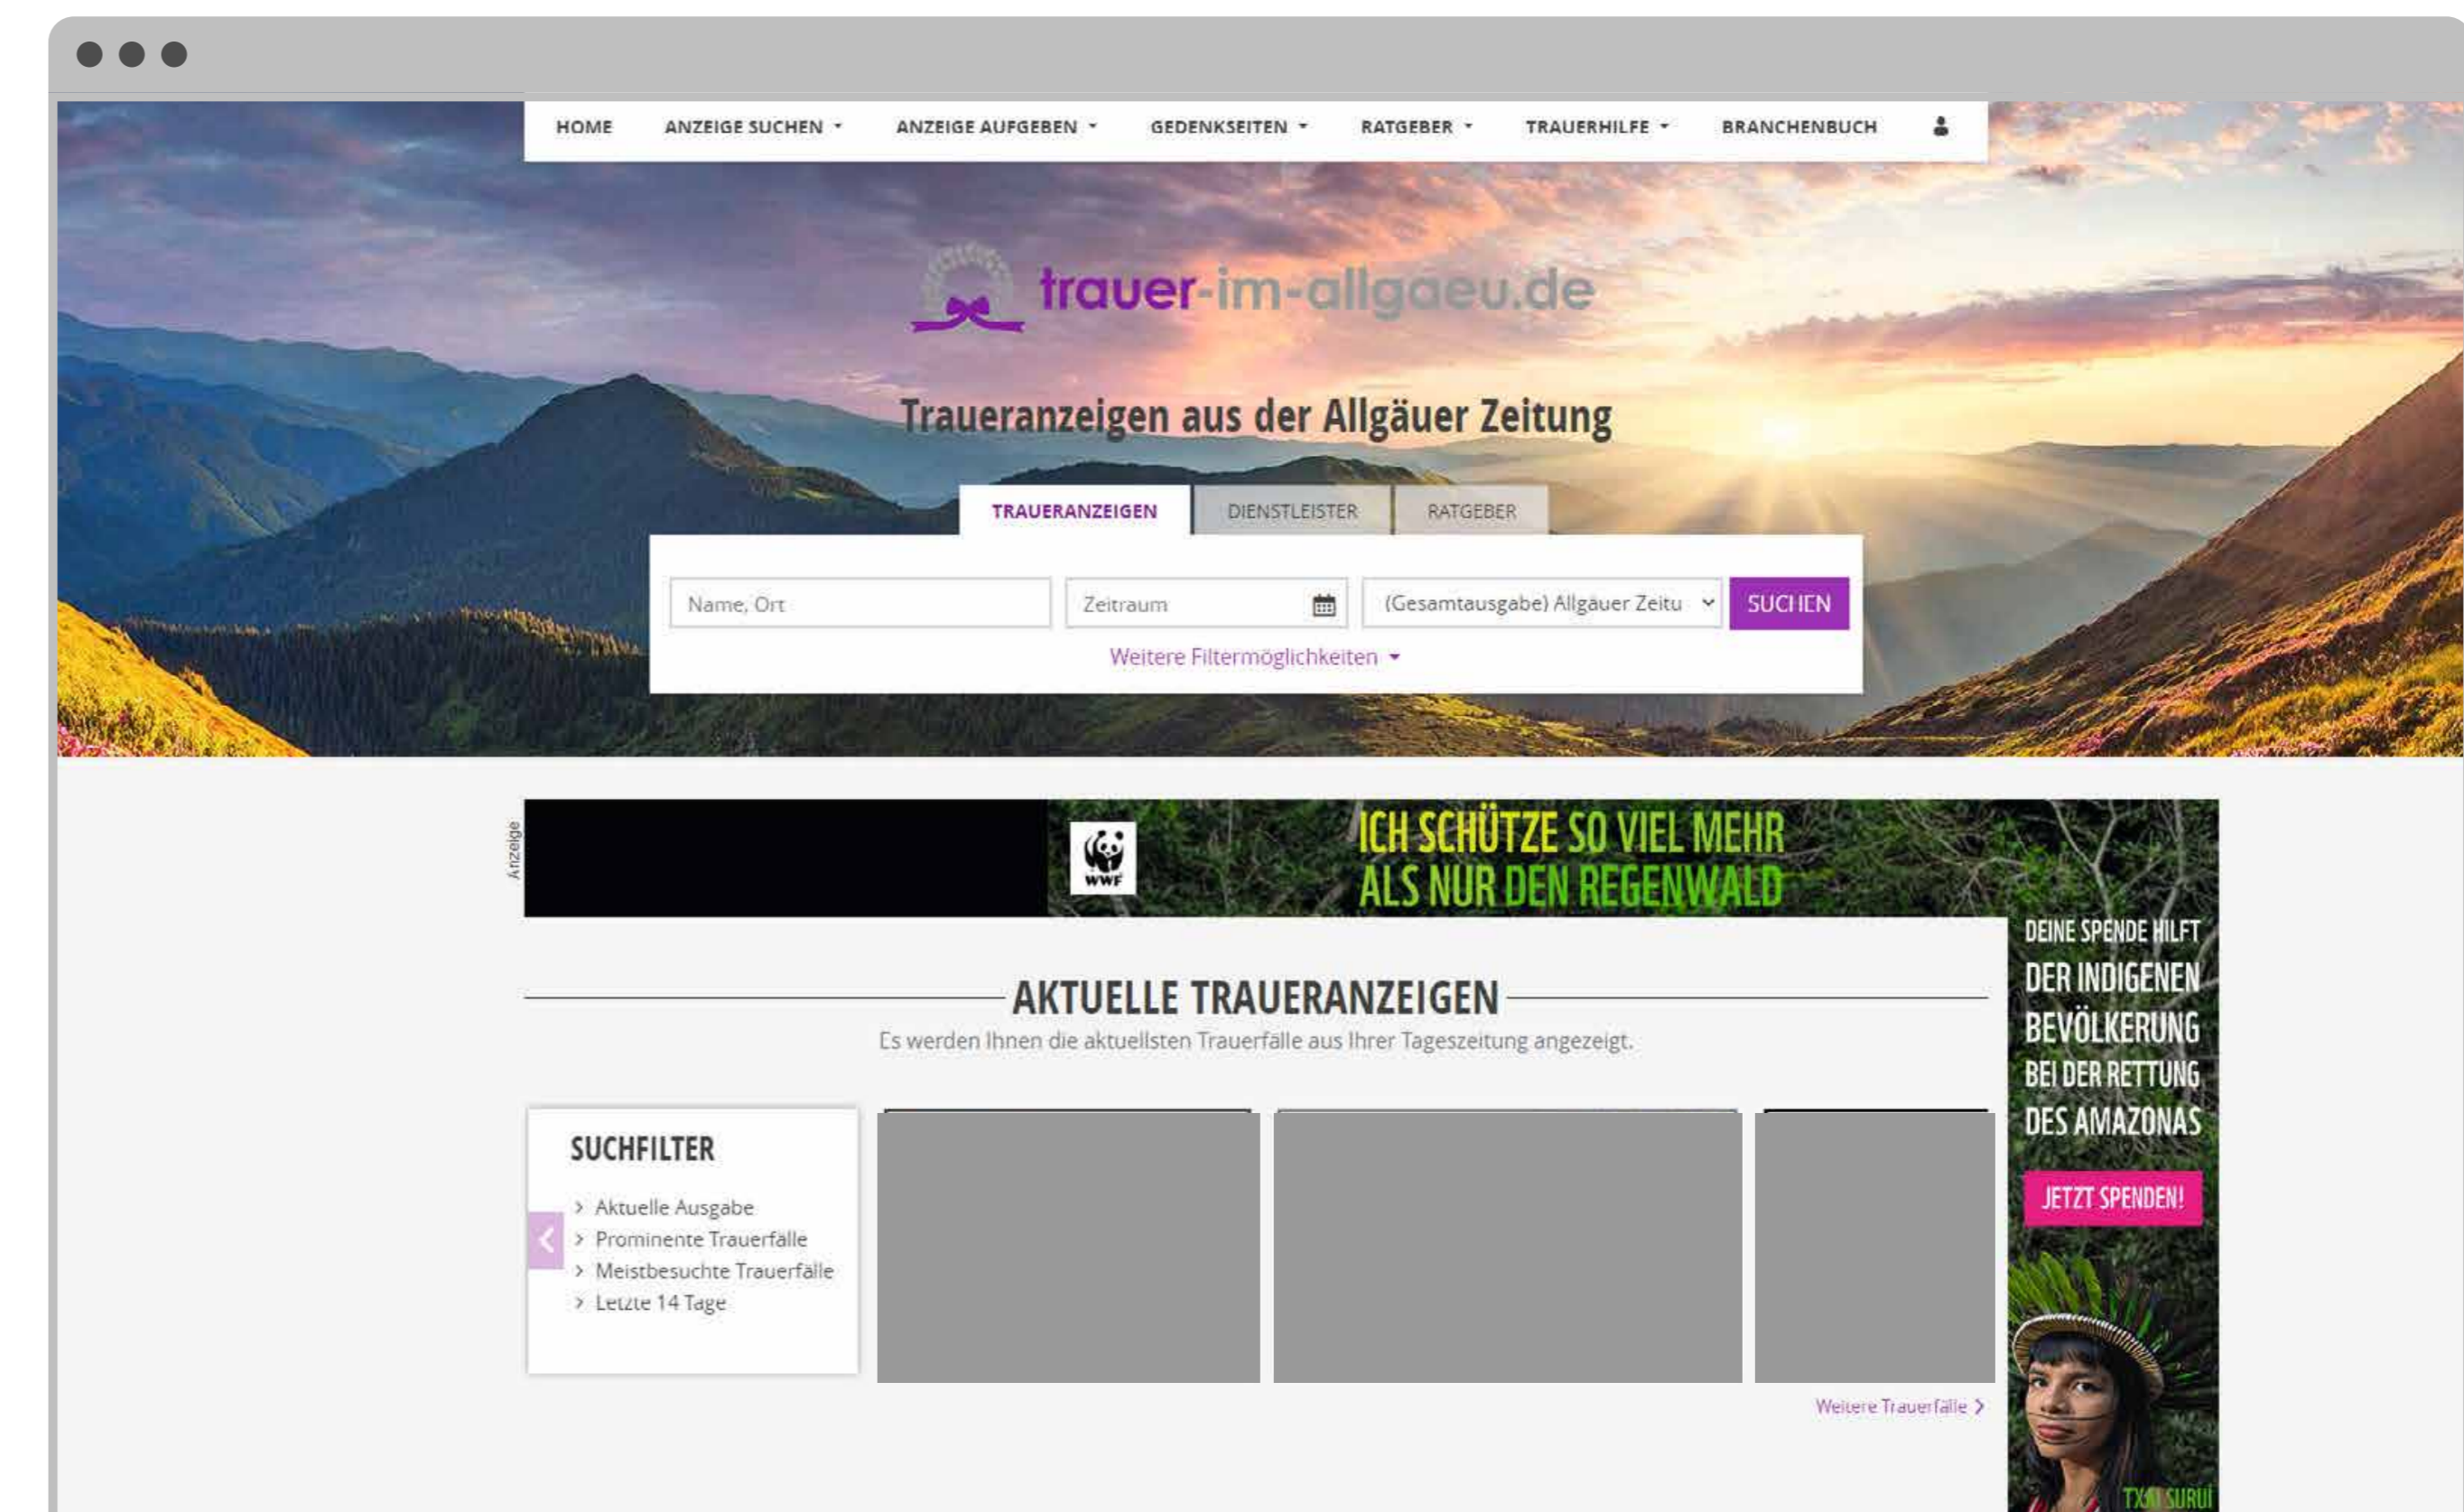 HOME ANZEIGE SUCHEN ANZEIGE AUFGEBEN GEDENKSEITEN RATGEBER TRAUERHILFE BRANCHENBUCH
trauer-im-allgaeu.de
Traueranzeigen aus der Allgäuer Zeitung
TRAUERANZEIGEN DIENSTLEISTER RATGEBER
Name, Ort Zeitraum (Gesamtausgabe) Allgäuer Zeitu SUCHEN
Weitere Filtermöglichkeiten
Anzeige
WWF
ICH SCHÜTZE SO VIEL MEHR
ALS NUR DEN REGENWALD
DEINE SPENDE HILFT
DER INDIGENEN
BEVÖLKERUNG
BEI DER RETTUNG
DES AMAZONAS
JETZT SPENDEN!
TXAI SURUÍ
AKTUELLE TRAUERANZEIGEN
Es werden Ihnen die aktuellsten Trauerfälle aus Ihrer Tageszeitung angezeigt.
SUCHFILTER
> Aktuelle Ausgabe
> Prominente Trauerfälle
> Meistbesuchte Trauerfälle
> Letzte 14 Tage
Weitere Trauerfälle >